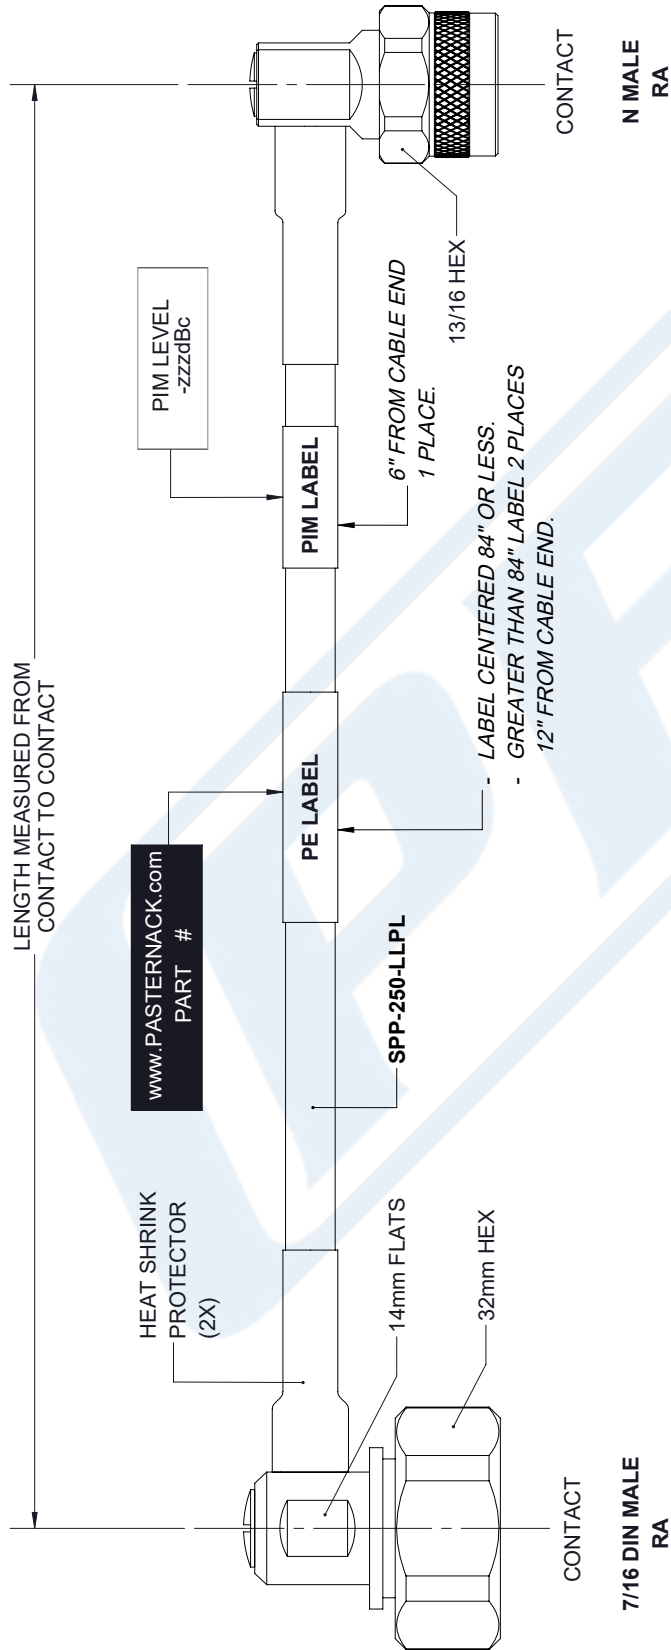 LENGTH MEASURED FROM
CONTACT TO CONTACT
www.PASTERNACK.com
PART #
PIM LEVEL
-zzzdBc
HEAT SHRINK
PROTECTOR
(2X)
PE LABEL
PIM LABEL
14mm FLATS
SPP-250-LLPL
6" FROM CABLE END
1 PLACE.
13/16 HEX
32mm HEX
- LABEL CENTERED 84" OR LESS.
- GREATER THAN 84" LABEL 2 PLACES
12" FROM CABLE END.
CONTACT
7/16 DIN MALE
RA
CONTACT
N MALE
RA